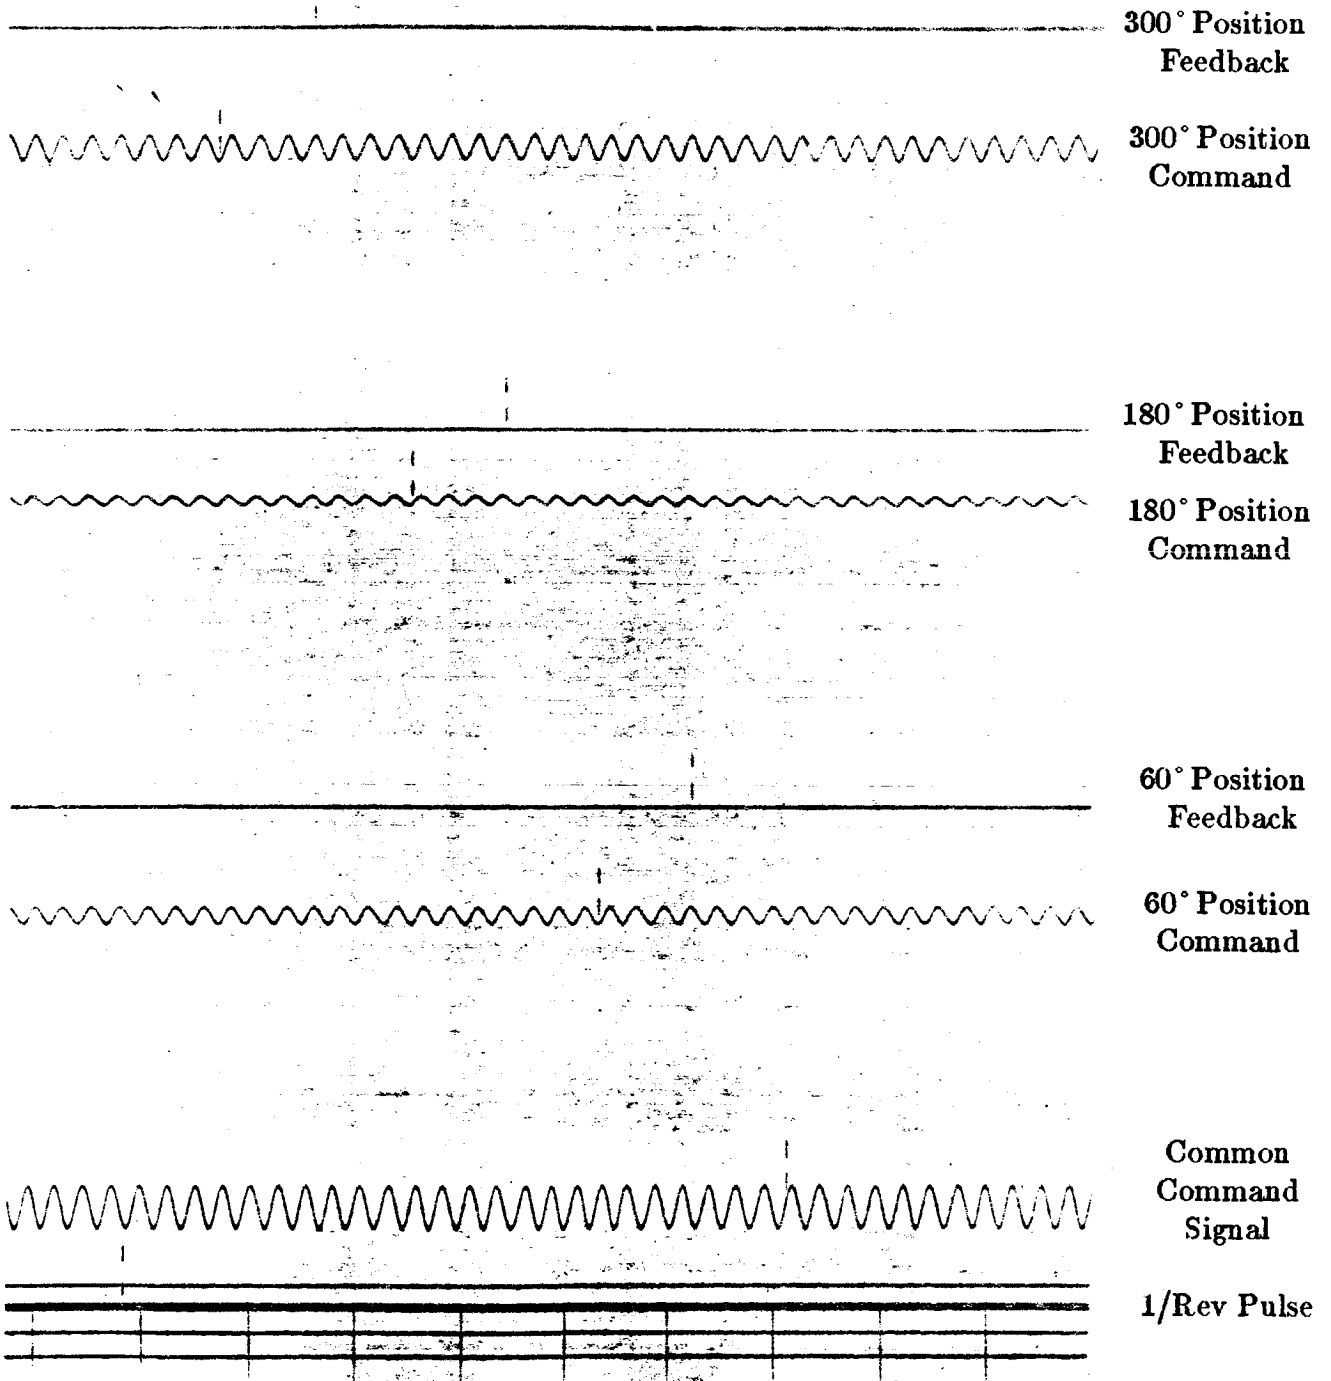 300° Position
Feedback
300° Position
Command
180° Position
Feedback
180° Position
Command
60° Position
Feedback
60° Position
Command
Common
Command
Signal
1/Rev Pulse